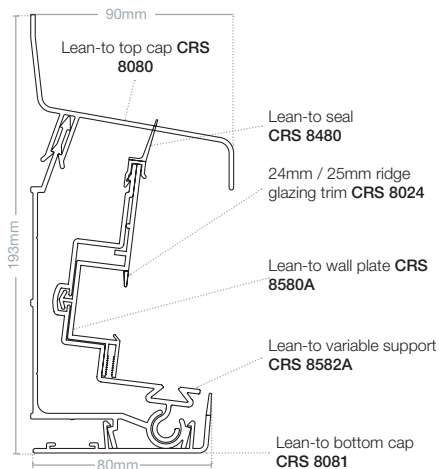 90mm
Lean-to top cap CRS
8080
Lean-to seal
CRS 8480
24mm / 25mm ridge
glazing trim CRS 8024
193mm
Lean-to wall plate CRS
8580A
Lean-to variable support
CRS 8582A
Lean-to bottom cap
CRS 8081
80mm